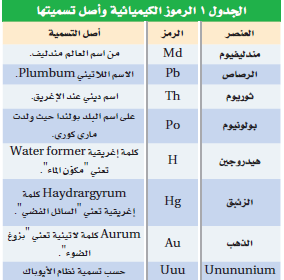 الجدول ١ الرموز الكيميائية وأصل تسميتها
العنصر الرمز أصل التسمية
مندليفيوم Md من اسم العالم مندليف.
الرصاص Pb الاسم اللاتيني Plumbum.
ثوريوم Th اسم ديني عند الإغريق.
بولونيوم Po على اسم البلد بولندا حيث ولدت
ماري كوري.
هيدروجين H كلمة إغريقية Water former
تعني "مكوّن الماء".
الزئبق Hg Haydrargyrum كلمة
إغريقية تعني "السائل الفضي".
الذهب Au Aurum كلمة لاتينية تعني "بزوغ
الضوء".
Unununium Uuu حسب تسمية نظام الأيوباك